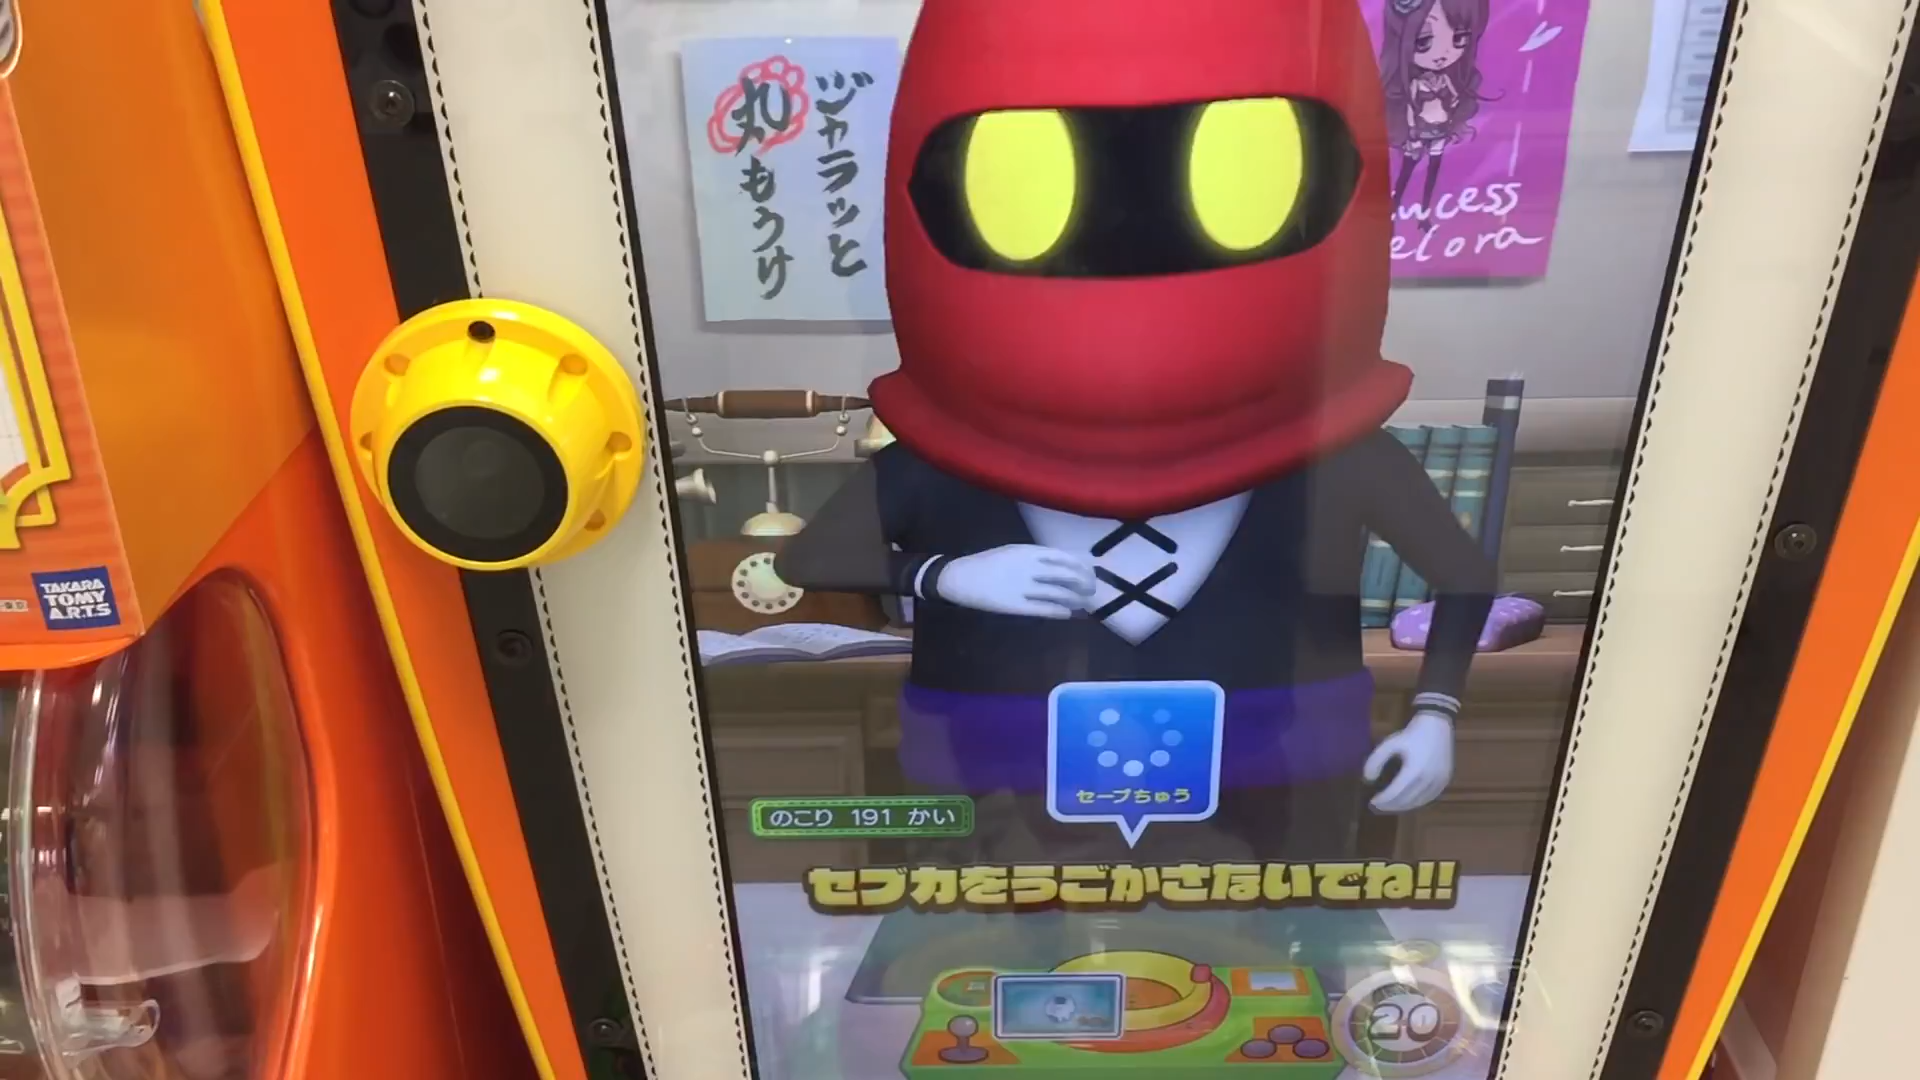 ジャラッと
丸もうけ
ncess
elora
TAKARA
TOMY
A.R.T.S
セーブちゅう
のこり 191 かい
セブカをうごかさないでね!!
20